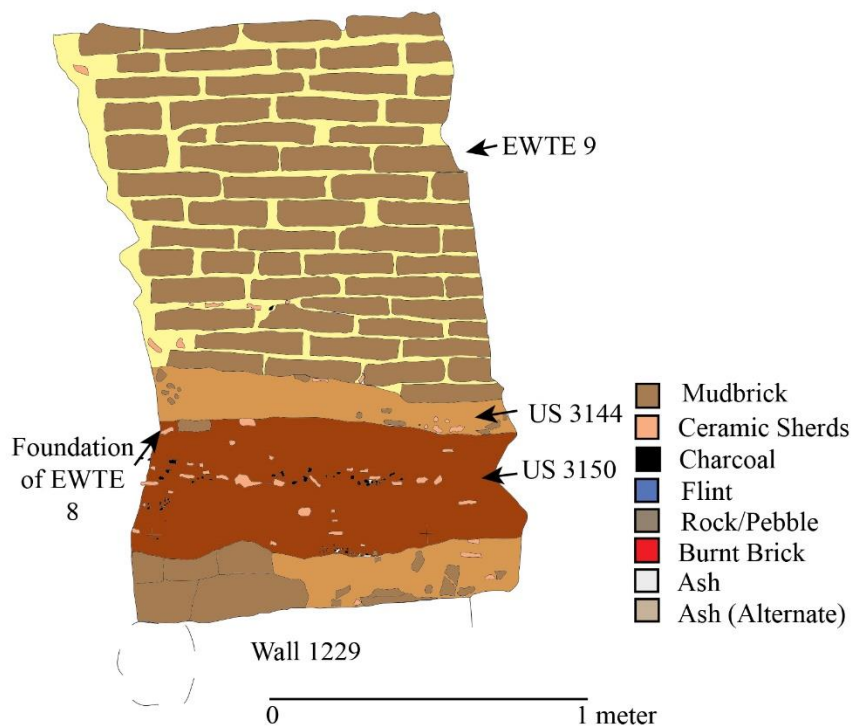 EWTE 9
US 3144
Foundation
of EWTE
8
US 3150
Mudbrick
Ceramic Sherds
Charcoal
Flint
Rock/Pebble
Burnt Brick
Ash
Ash (Alternate)
Wall 1229
0
1 meter